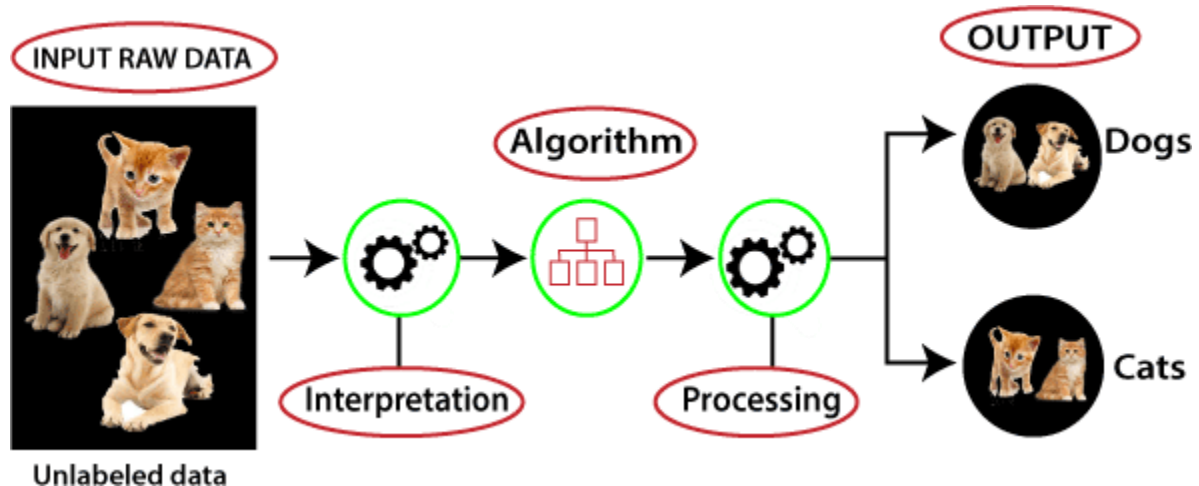 INPUT RAW DATA
Unlabeled data
Interpretation
Algorithm
Processing
OUTPUT
Dogs
Cats